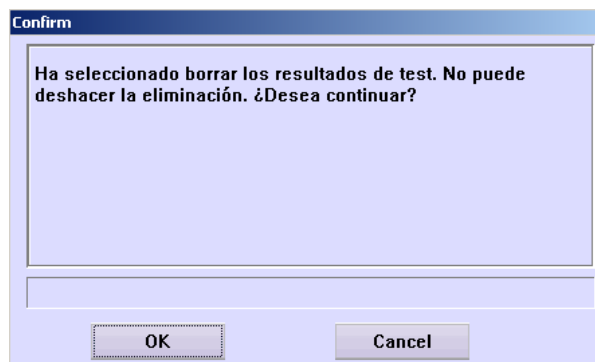 Confirm
Ha seleccionado borrar los resultados de test. No puede
deshacer la eliminación. ¿Desea continuar?
OK
Cancel